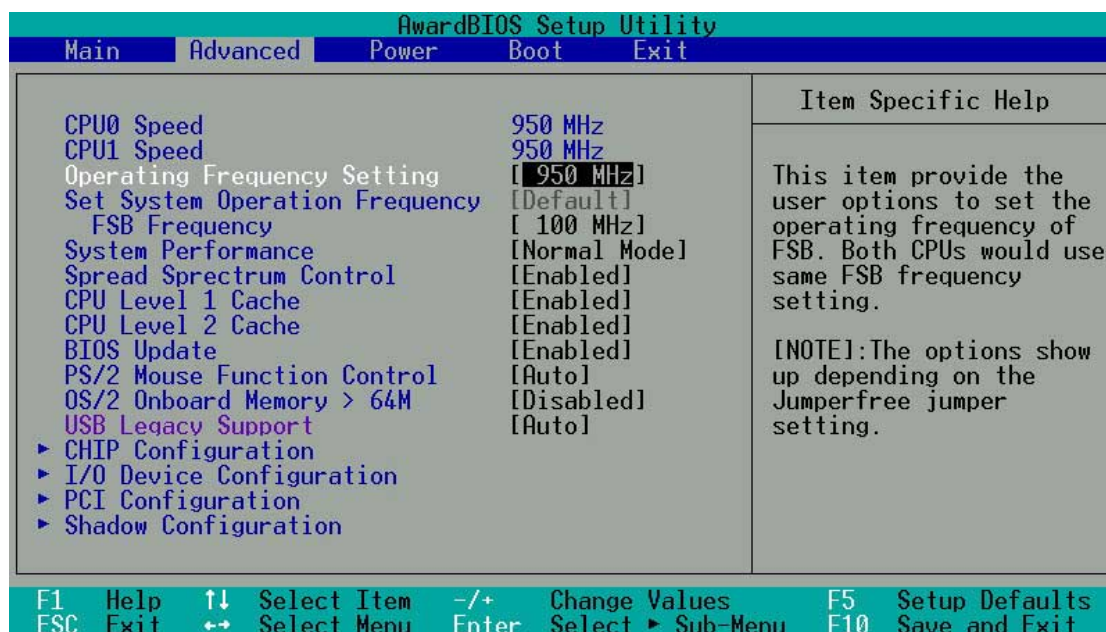 AwardBIOS Setup Utility
Main Advanced Power Boot Exit
CPU0 Speed 950 MHz
CPU1 Speed 950 MHz
Operating Frequency Setting [ 950 MHz]
Set System Operation Frequency [Default]
FSB Frequency [ 100 MHz]
System Performance [Normal Mode]
Spread Sprectrum Control [Enabled]
CPU Level 1 Cache [Enabled]
CPU Level 2 Cache [Enabled]
BIOS Update [Enabled]
PS/2 Mouse Function Control [Auto]
OS/2 Onboard Memory > 64M [Disabled]
USB Legacy Support [Auto]
► CHIP Configuration
► I/O Device Configuration
► PCI Configuration
► Shadow Configuration
Item Specific Help
This item provide the
user options to set the
operating frequency of
FSB. Both CPUs would use
same FSB frequency
setting.
[NOTE]:The options show
up depending on the
Jumperfree jumper
setting.
F1 Help ↑↓ Select Item -/+ Change Values F5 Setup Defaults
ESC Exit ←→ Select Menu Enter Select ► Sub-Menu F10 Save and Exit